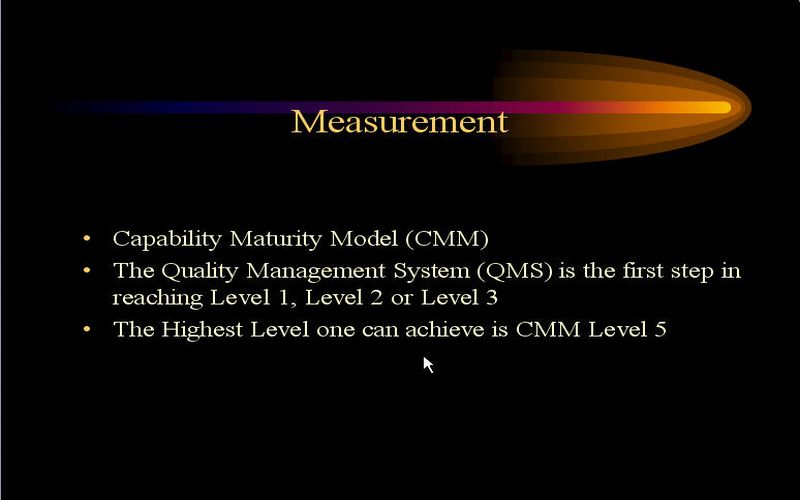 Measurement
• Capability Maturity Model (CMM)
• The Quality Management System (QMS) is the first step in
reaching Level 1, Level 2 or Level 3
• The Highest Level one can achieve is CMM Level 5